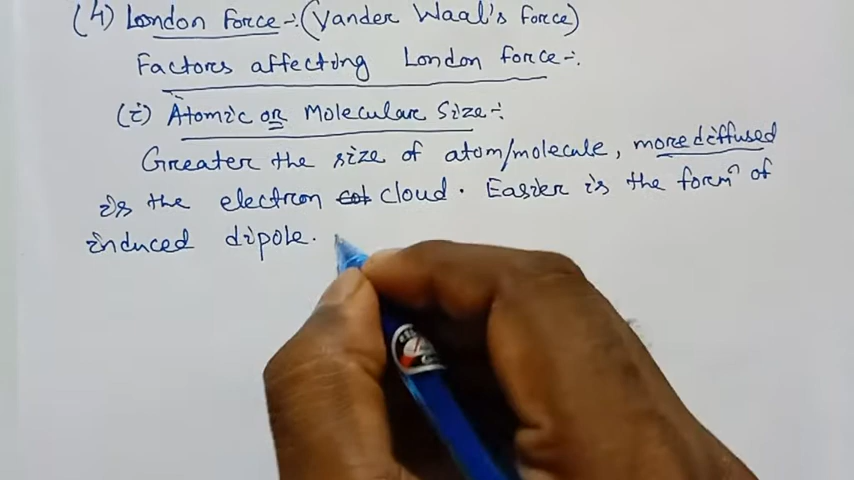 (4) London Force ÷ (Vander Waal's Force)
Factors affecting London force ÷
(i) Atomic or Molecular Size ÷
Greater the size of atom/molecule, more diffused
is the electron cloud. Easier is the formⁿ of
induced dipole.